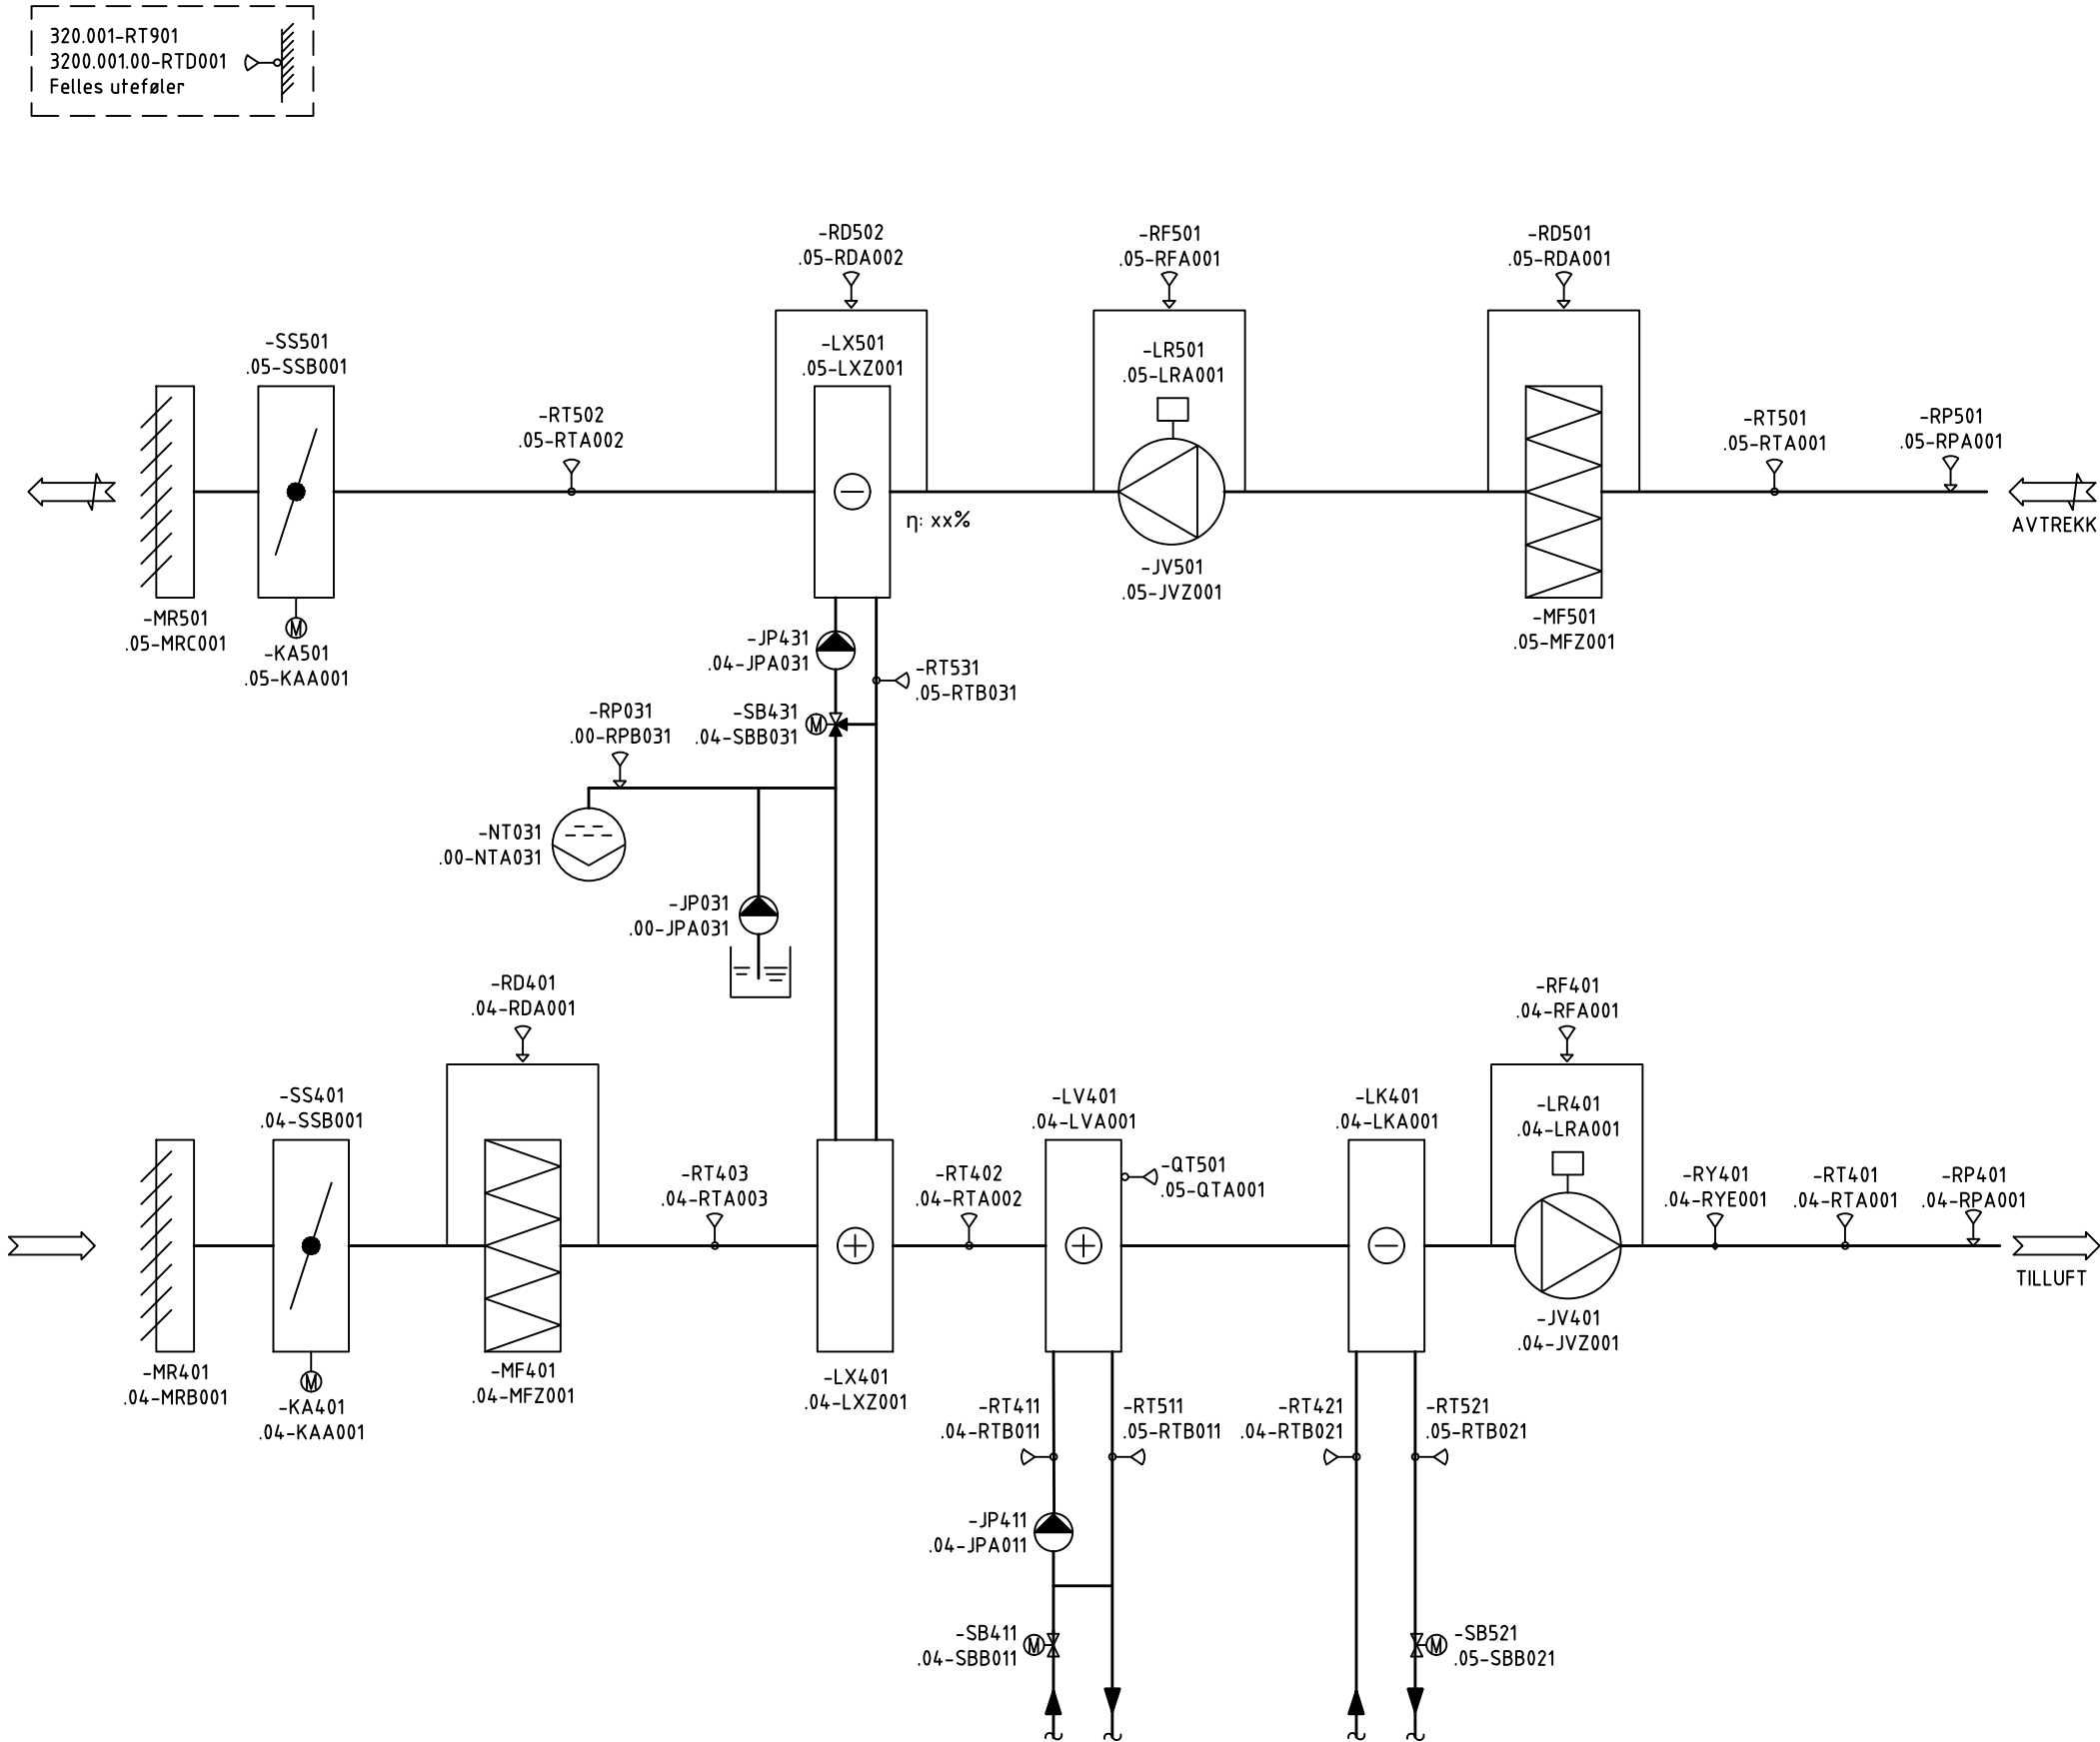 320.001-RT901
3200.001.00-RTD001
Felles uteføler
-RD502
.05-RDA002
-RF501
.05-RFA001
-RD501
.05-RDA001
-SS501
.05-SSB001
-LX501
.05-LXZ001
-LR501
.05-LRA001
-RT502
.05-RTA002
-RT501
.05-RTA001
-RP501
.05-RPA001
η: xx%
AVTREKK
-JV501
.05-JVZ001
-MR501
.05-MRC001
M
-KA501
.05-KAA001
-MF501
.05-MFZ001
-JP431
.04-JPA031
-RT531
.05-RTB031
-RP031
.00-RPB031
-SB431
.04-SBB031
M
-NT031
.00-NTA031
-JP031
.00-JPA031
-RD401
.04-RDA001
-RF401
.04-RFA001
-SS401
.04-SSB001
-LV401
.04-LVA001
-LK401
.04-LKA001
-LR401
.04-LRA001
-RT403
.04-RTA003
-RT402
.04-RTA002
-QT501
.05-QTA001
-RY401
.04-RYE001
-RT401
.04-RTA001
-RP401
.04-RPA001
TILLUFT
-JV401
.04-JVZ001
-MR401
.04-MRB001
M
-KA401
.04-KAA001
-MF401
.04-MFZ001
-LX401
.04-LXZ001
-RT411
.04-RTB011
-RT511
.05-RTB011
-RT421
.04-RTB021
-RT521
.05-RTB021
-JP411
.04-JPA011
-SB411
.04-SBB011
M
M
-SB521
.05-SBB021